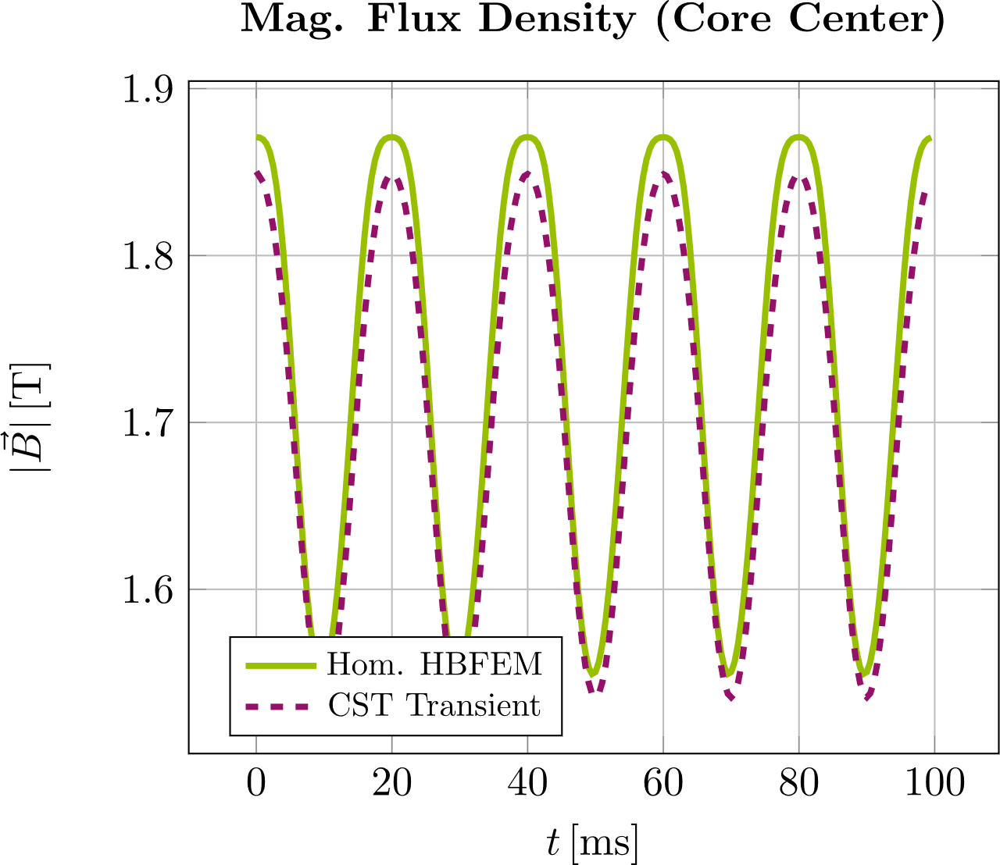 Mag. Flux Density (Core Center)
1.9
1.8
1.7
1.6
|B⃗| [T]
Hom. HBFEM
CST Transient
0 20 40 60 80 100
t [ms]